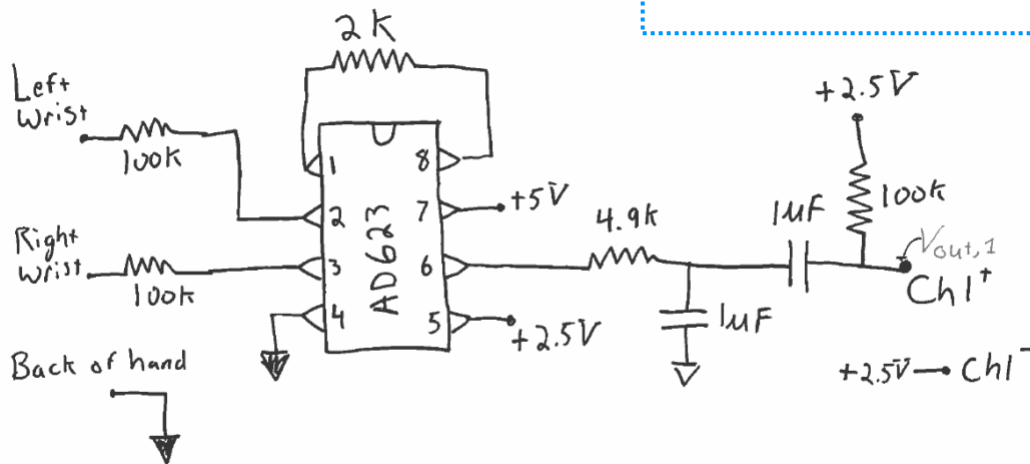 2K
Left
Wrist
100K
1
8
+2.5V
2
7
+5V
4.9k
1uF
100K
Right
Wrist
3
6
AD623
100K
Vout,1
Ch1+
4
5
+2.5V
1uF
Back of hand
+2.5V
Ch1-